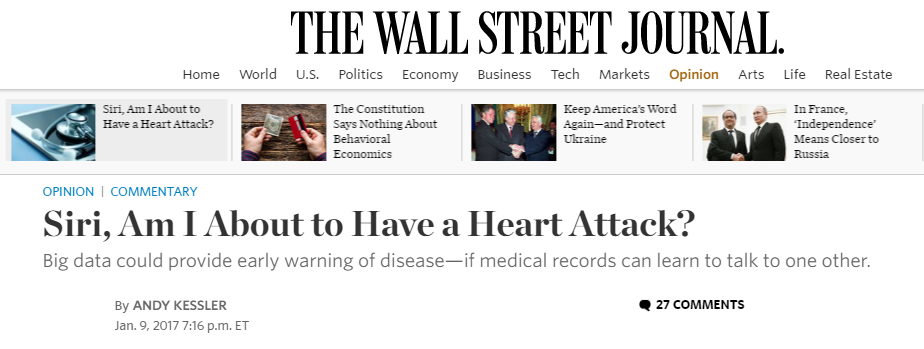 THE WALL STREET JOURNAL.
Home World U.S. Politics Economy Business Tech Markets Opinion Arts Life Real Estate
Siri, Am I About to
Have a Heart Attack?
The Constitution
Says Nothing About
Behavioral
Economics
Keep America's Word
Again—and Protect
Ukraine
In France,
'Independence'
Means Closer to
Russia
OPINION | COMMENTARY
Siri, Am I About to Have a Heart Attack?
Big data could provide early warning of disease—if medical records can learn to talk to one other.
By ANDY KESSLER
Jan. 9, 2017 7:16 p.m. ET
27 COMMENTS